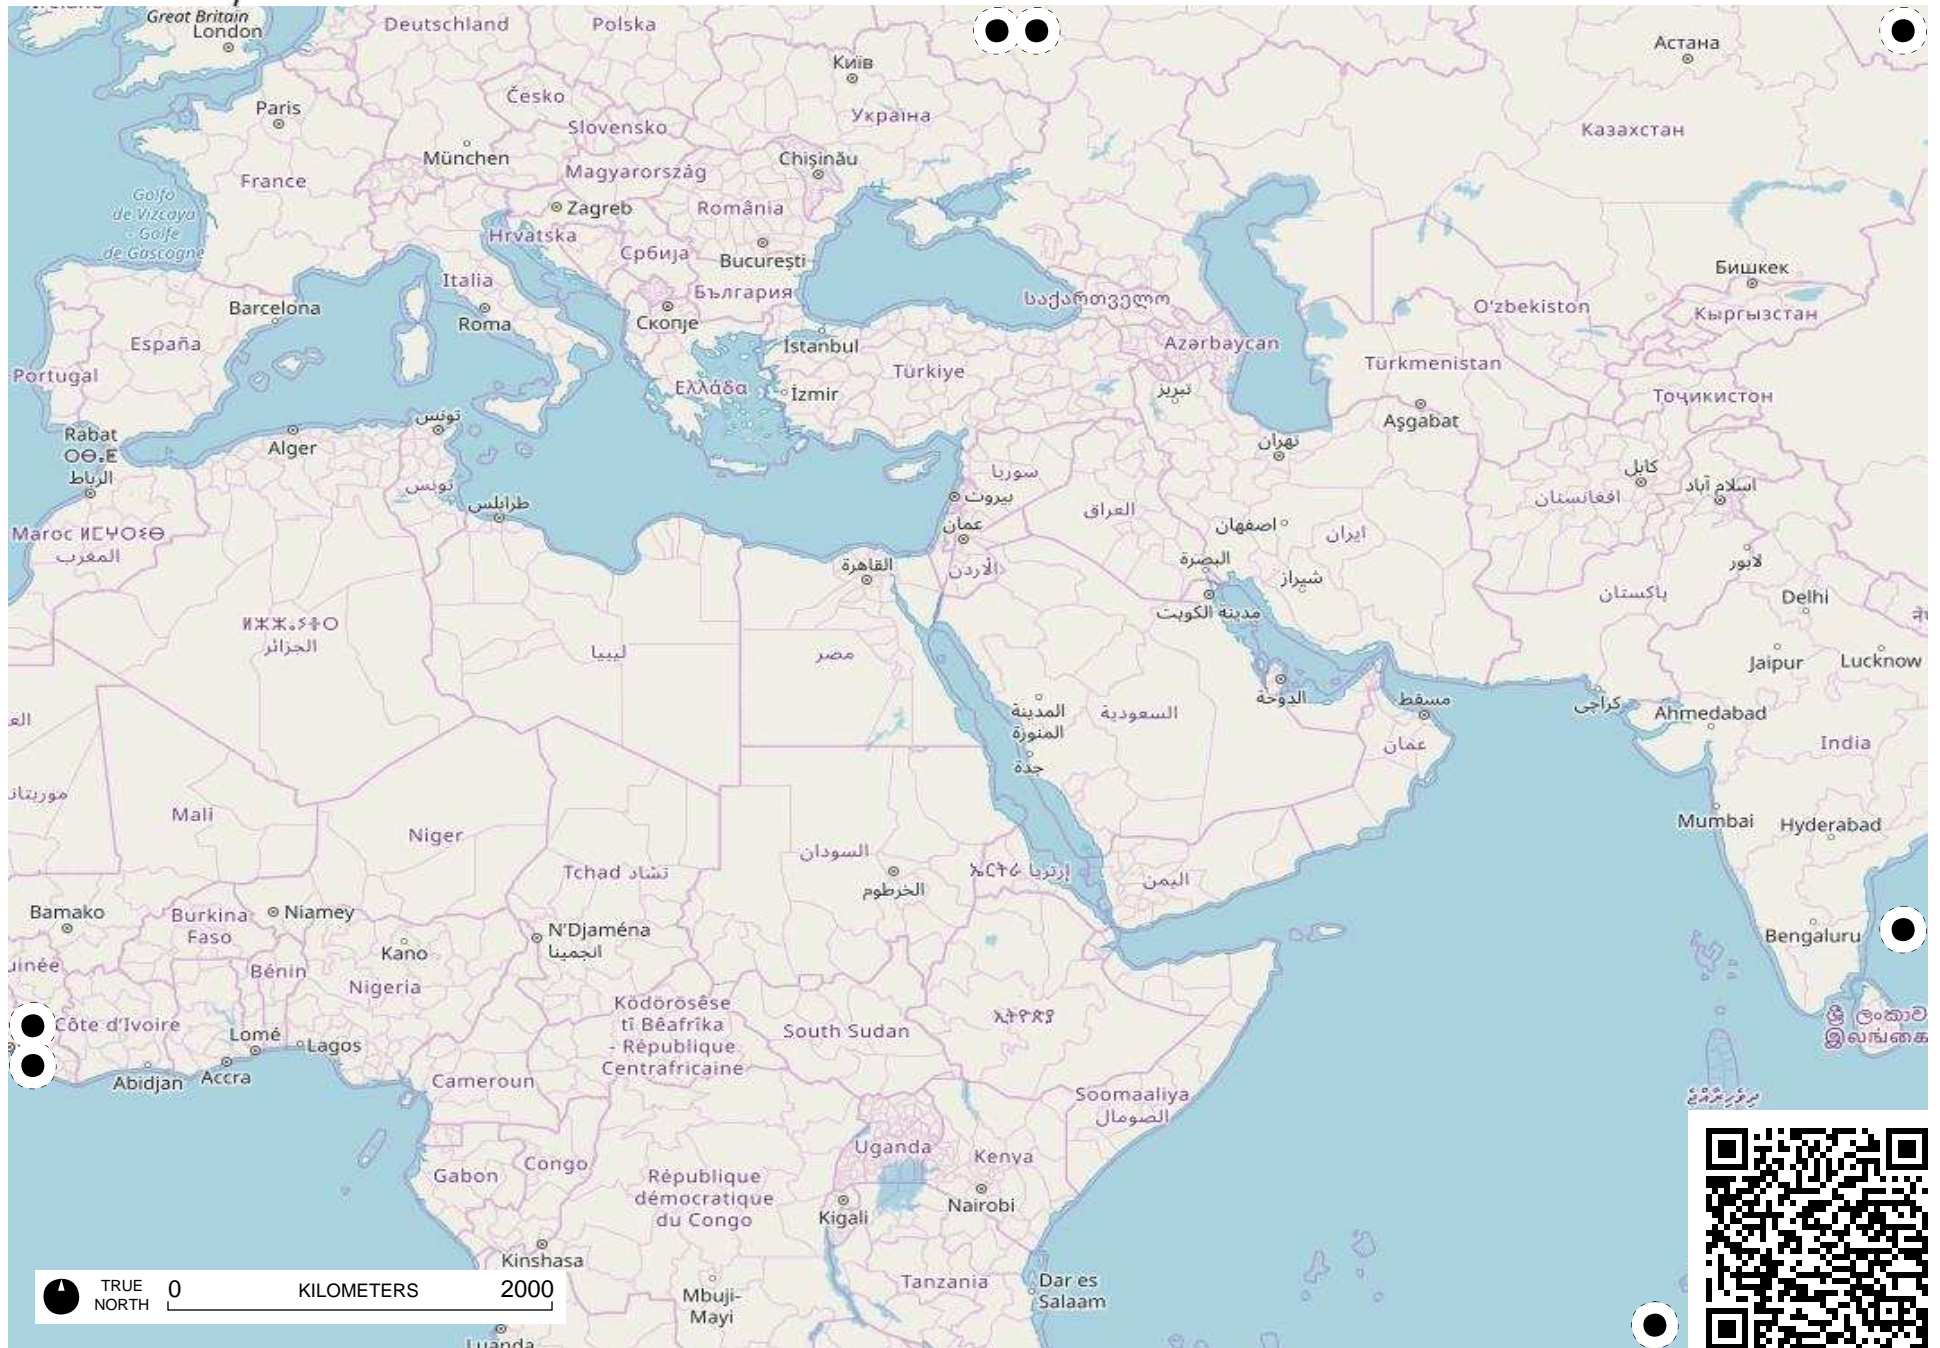 Great Britain
London
Deutschland
Polska
Київ
Астана
Paris
Česko
Україна
Slovensko
Казахстан
München
Chișinău
Magyarország
France
Golfo
de Vizcaya
- Golfe
de Gascogne
Zagreb
România
Hrvatska
Србија
București
Бишкек
Italia
България
საქართველო
O'zbekiston
Кыргызстан
Barcelona
Roma
Скопје
İstanbul
Azərbaycan
España
Türkiye
Türkmenistan
Portugal
Ελλάδα
İzmir
تبریز
Тоҷикистон
تونس
Aşgabat
Rabat
ⵔⴱⴰⵟ
الرباط
Alger
تهران
سوريا
کابل
اسلام آباد
تونس
طرابلس
بيروت
افغانستان
عمان
العراق
اصفهان
ایران
المغرب
القاهرة
الأردن
البصرة
شیراز
لاہور
پاکستان
Delhi
مدينة الكويت
الجزائر
ليبيا
مصر
Jaipur
Lucknow
الدوحة
مسقط
کراچی
Ahmedabad
المدينة
المنورة
السعودية
عمان
India
جدة
Mali
Niger
Mumbai
Hyderabad
السودان
Tchad تشاد
ኤርትራ إرتريا
اليمن
الخرطوم
Bamako
Burkina
Faso
Niamey
N'Djaména
انجمينا
Kano
Bengaluru
Bénin
Nigeria
Ködörösêse
tî Bêafrîka
- République
Centrafricaine
South Sudan
ኢትዮጵያ
ශ්‍රී ලංකාව
இலங்கை
Côte d'Ivoire
Lomé
Lagos
Abidjan
Accra
Cameroun
Soomaaliya
الصومال
ދިވެހިރާއްޖެ
Uganda
Kenya
Gabon
Congo
République
démocratique
du Congo
Kigali
Nairobi
Kinshasa
Tanzania
Dar es
Salaam
Mbuji-
Mayi
Luanda
TRUE
NORTH
0 KILOMETERS 2000